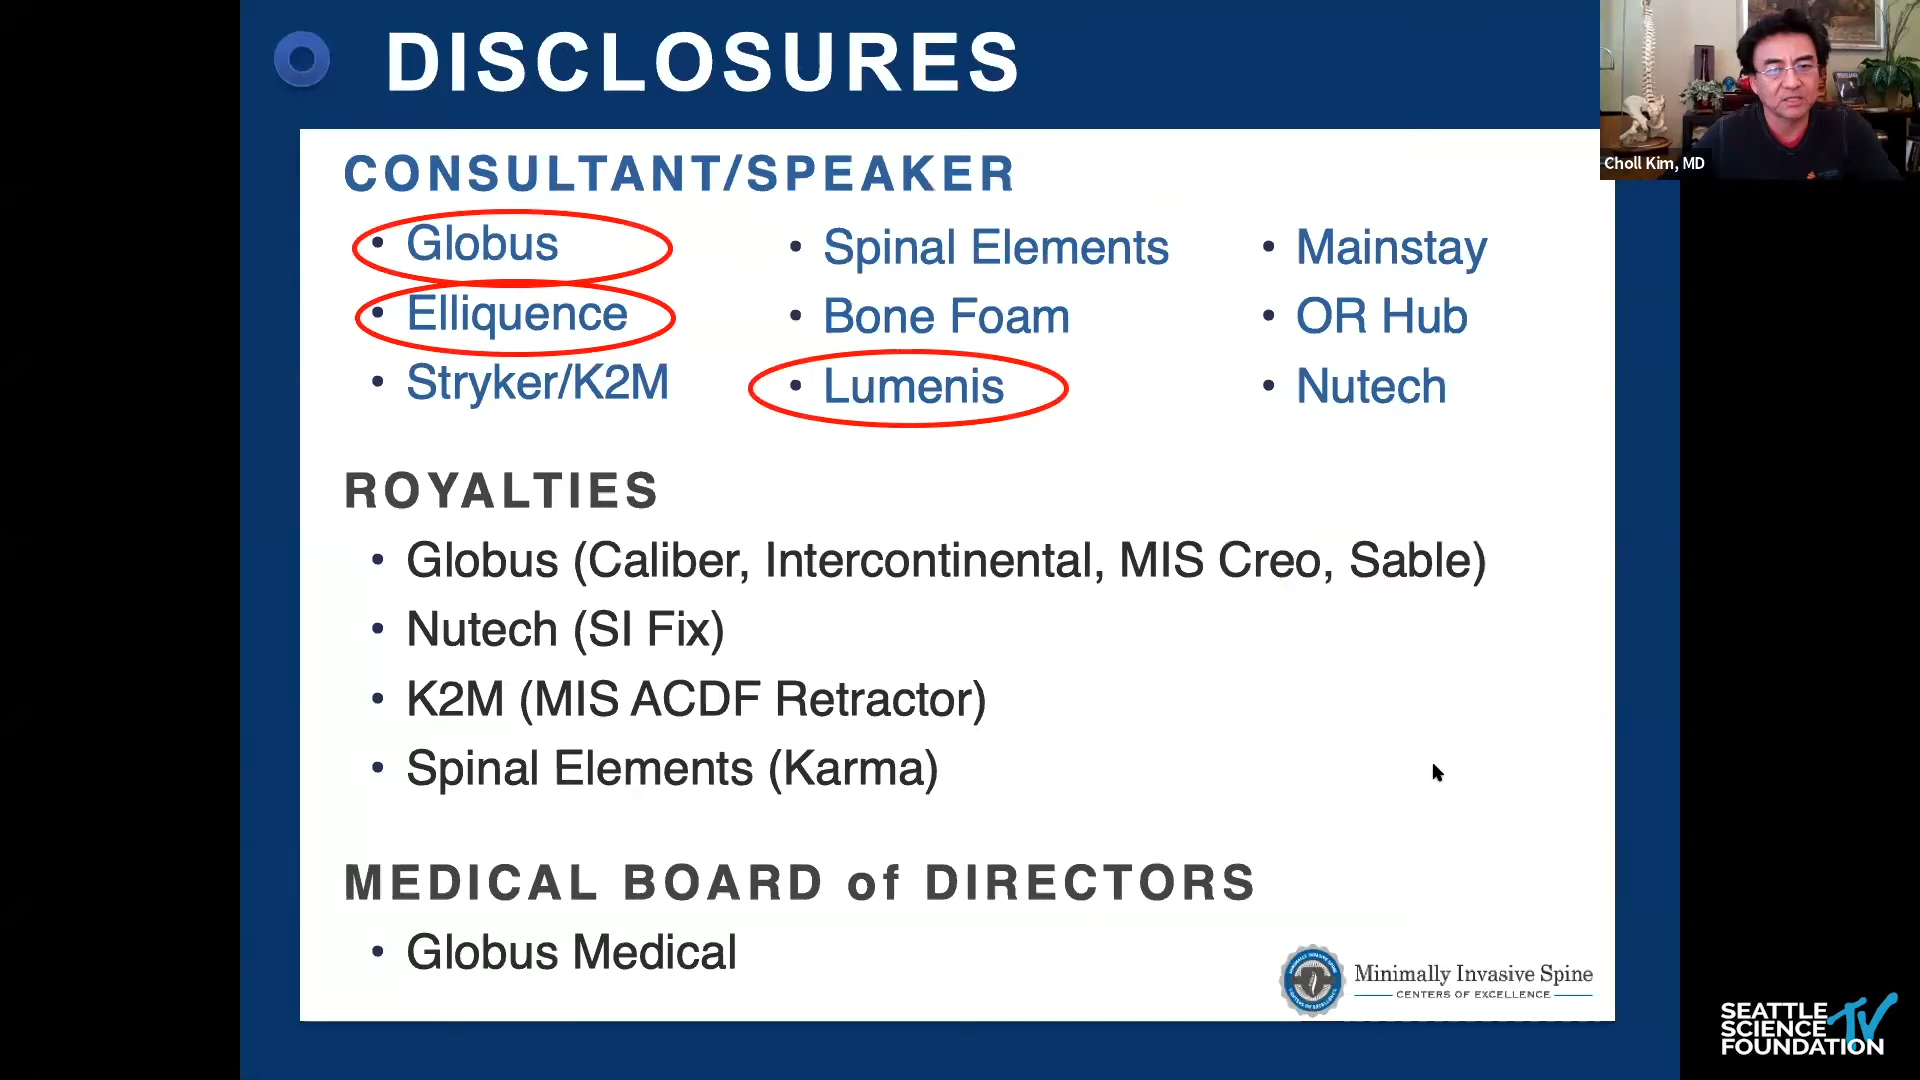 DISCLOSURES
Choll Kim, MD
CONSULTANT/SPEAKER
• Globus
• Elliquence
• Stryker/K2M
• Spinal Elements
• Bone Foam
• Lumenis
• Mainstay
• OR Hub
• Nutech
ROYALTIES
• Globus (Caliber, Intercontinental, MIS Creo, Sable)
• Nutech (SI Fix)
• K2M (MIS ACDF Retractor)
• Spinal Elements (Karma)
MEDICAL BOARD of DIRECTORS
• Globus Medical
Minimally Invasive Spine
CENTERS OF EXCELLENCE
SEATTLE
SCIENCE
FOUNDATION
TV